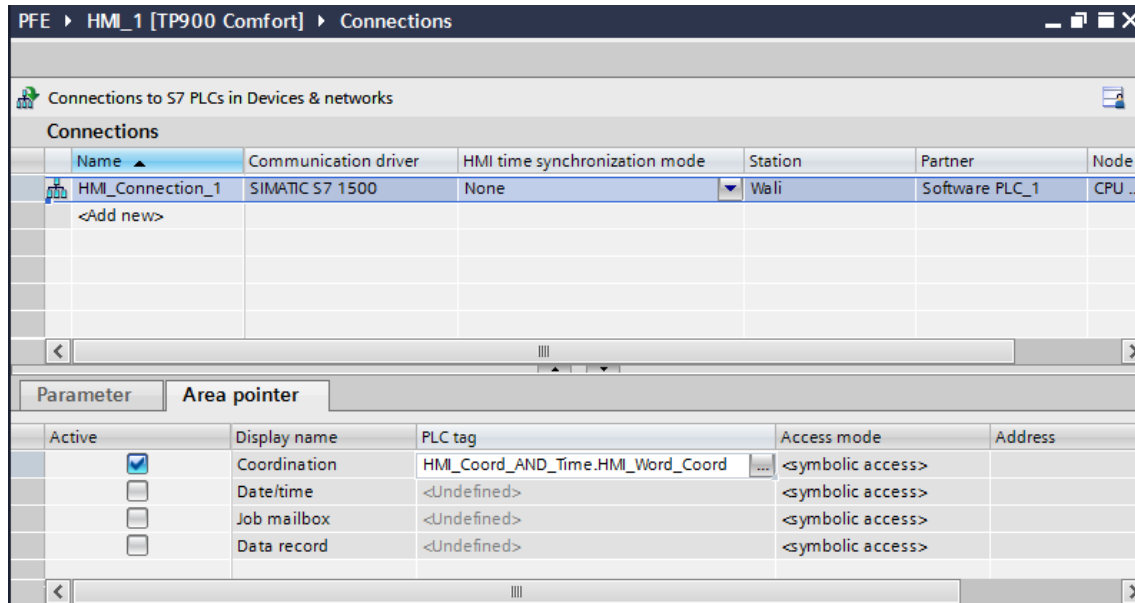 PFE ▸ HMI_1 [TP900 Comfort] ▸ Connections
Connections to S7 PLCs in Devices & networks
Connections
Name Communication driver HMI time synchronization mode Station Partner Node
HMI_Connection_1 SIMATIC S7 1500 None Wali Software PLC_1 CPU ..
<Add new>
Parameter Area pointer
Active Display name PLC tag Access mode Address
Coordination HMI_Coord_AND_Time.HMI_Word_Coord ... <symbolic access>
Date/time <Undefined> <symbolic access>
Job mailbox <Undefined> <symbolic access>
Data record <Undefined> <symbolic access>